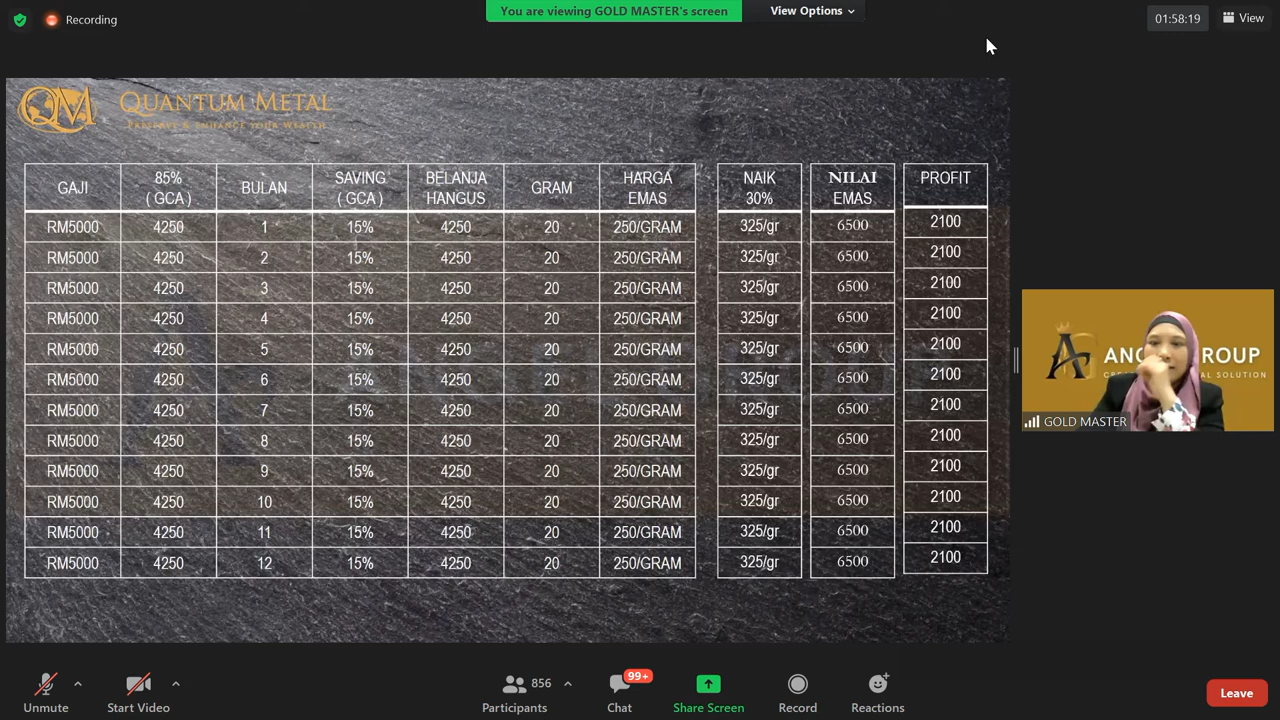 Recording
You are viewing GOLD MASTER's screen
View Options
01:58:19
View
QM QUANTUM METAL
PRESERVE & ENHANCE YOUR WEALTH
GAJI 85% ( GCA ) BULAN SAVING ( GCA ) BELANJA HANGUS GRAM HARGA EMAS NAIK 30% NILAI EMAS PROFIT
RM5000 4250 1 15% 4250 20 250/GRAM 325/gr 6500 2100
RM5000 4250 2 15% 4250 20 250/GRAM 325/gr 6500 2100
RM5000 4250 3 15% 4250 20 250/GRAM 325/gr 6500 2100
RM5000 4250 4 15% 4250 20 250/GRAM 325/gr 6500 2100
RM5000 4250 5 15% 4250 20 250/GRAM 325/gr 6500 2100
RM5000 4250 6 15% 4250 20 250/GRAM 325/gr 6500 2100
RM5000 4250 7 15% 4250 20 250/GRAM 325/gr 6500 2100
RM5000 4250 8 15% 4250 20 250/GRAM 325/gr 6500 2100
RM5000 4250 9 15% 4250 20 250/GRAM 325/gr 6500 2100
RM5000 4250 10 15% 4250 20 250/GRAM 325/gr 6500 2100
RM5000 4250 11 15% 4250 20 250/GRAM 325/gr 6500 2100
RM5000 4250 12 15% 4250 20 250/GRAM 325/gr 6500 2100
AG
SOLUTION
GOLD MASTER
Unmute
Start Video
856
Participants
99+
Chat
Share Screen
Record
Reactions
Leave